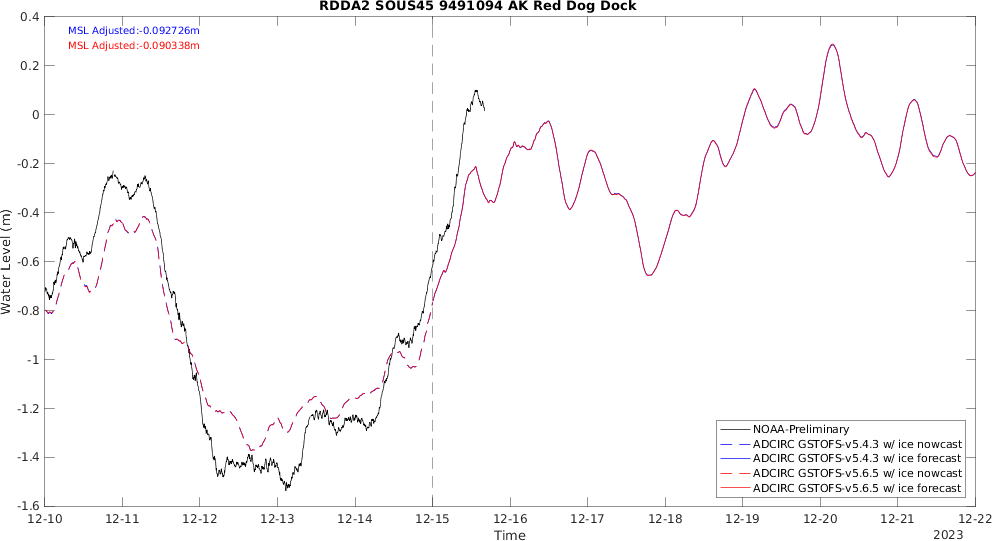 RDDA2 SOUS45 9491094 AK Red Dog Dock
MSL Adjusted:-0.092726m
MSL Adjusted:-0.090338m
0.4
0.2
0
-0.2
-0.4
-0.6
-0.8
-1
-1.2
-1.4
-1.6
Water Level (m)
NOAA-Preliminary
ADCIRC GSTOFS-v5.4.3 w/ ice nowcast
ADCIRC GSTOFS-v5.4.3 w/ ice forecast
ADCIRC GSTOFS-v5.6.5 w/ ice nowcast
ADCIRC GSTOFS-v5.6.5 w/ ice forecast
12-10 12-11 12-12 12-13 12-14 12-15 12-16 12-17 12-18 12-19 12-20 12-21 12-22
Time
2023